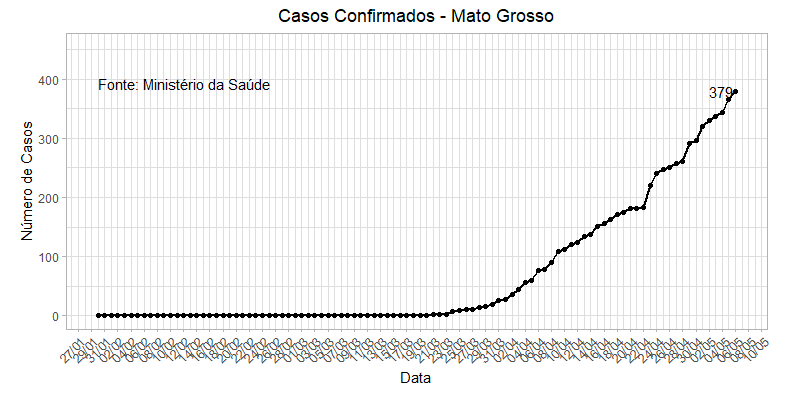 Casos Confirmados - Mato Grosso
Fonte: Ministério da Saúde
379
Número de Casos
400
300
200
100
0
27/01 29/01 31/01 02/02 04/02 06/02 08/02 10/02 12/02 14/02 16/02 18/02 20/02 22/02 24/02 26/02 28/02 01/03 03/03 05/03 07/03 09/03 11/03 13/03 15/03 17/03 19/03 21/03 23/03 25/03 27/03 29/03 31/03 02/04 04/04 06/04 08/04 10/04 12/04 14/04 16/04 18/04 20/04 22/04 24/04 26/04 28/04 30/04 02/05 04/05 06/05 08/05 10/05
Data